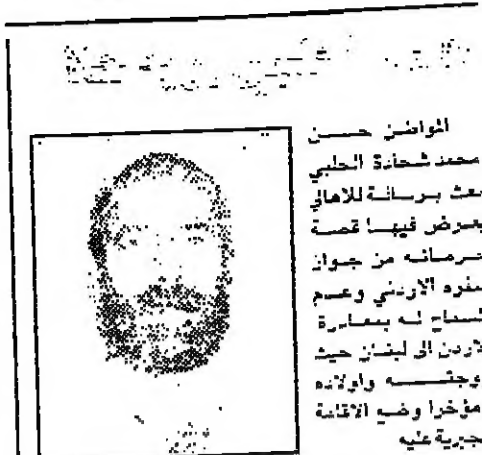 المواطن حسن
محمد شحادة الحلبي
بعث برسالة للاهالي
يعرض فيها قصة
حرمانه من جواز
سفره الاردني وعدم
السماح له بمغادرة
الاردن الى لبنان حيث
زوجته واولاده
مؤخرا وضع الاقامة
الجبرية عليه